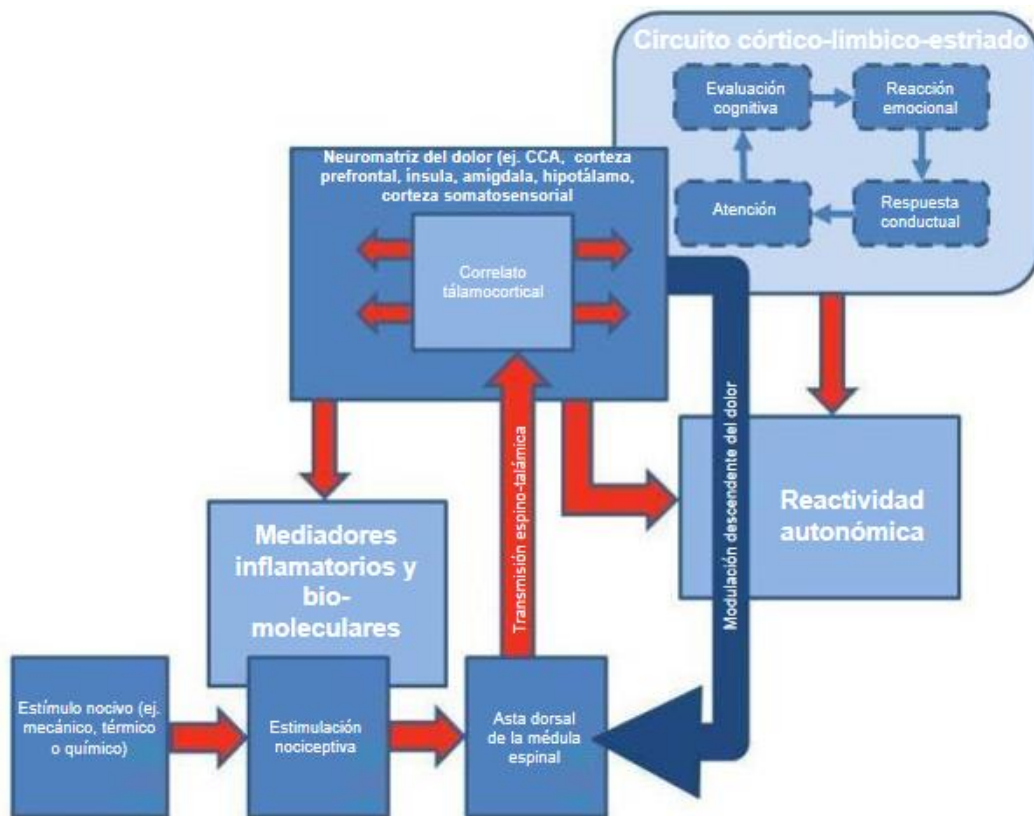 Circuito córtico-límbico-estriado
Evaluación
cognitiva
Reacción
emocional
Atención
Respuesta
conductual
Neuromatriz del dolor (ej. CCA, corteza
prefrontal, ínsula, amígdala, hipotálamo,
corteza somatosensorial
Correlato
tálamocortical
Transmisión espino-talámica
Modulación descendente del dolor
Reactividad
autonómica
Mediadores
inflamatorios y
bio-
moleculares
Estímulo nocivo (ej.
mecánico, térmico
o químico)
Estimulación
nociceptiva
Asta dorsal
de la médula
espinal